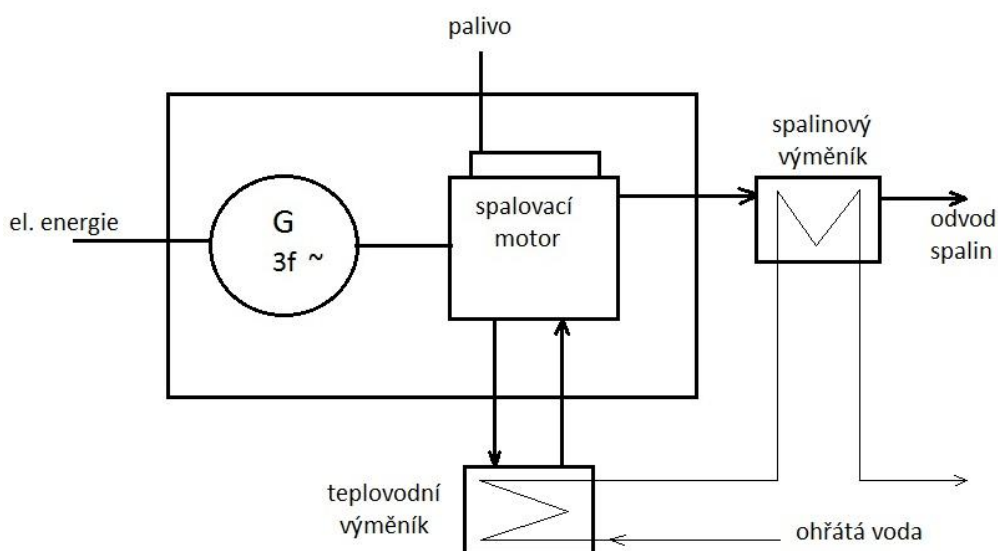 palivo
spalinový
výměník
el. energie
G
3f ~
spalovací
motor
odvod
spalin
teplovodní
výměník
ohřátá voda